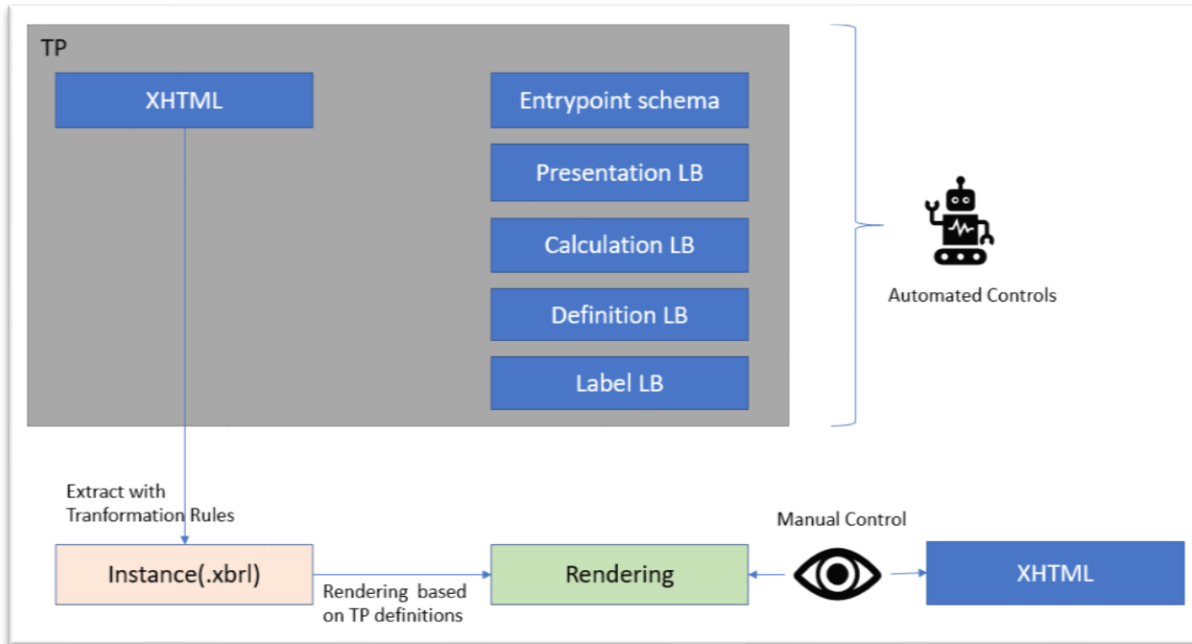 TP
XHTML
Entrypoint schema
Presentation LB
Calculation LB
Definition LB
Label LB
Automated Controls
Extract with
Tranformation Rules
Manual Control
Instance(.xbrl)
Rendering based
on TP definitions
Rendering
XHTML